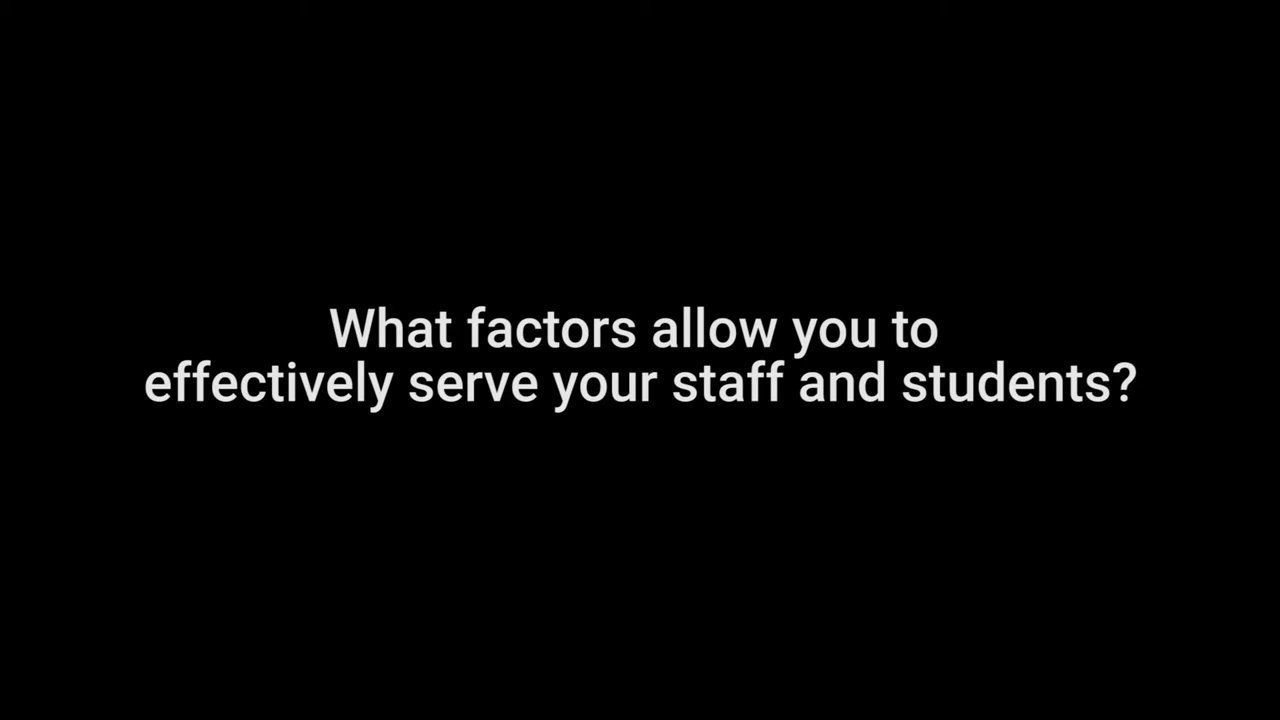 What factors allow you to
effectively serve your staff and students?